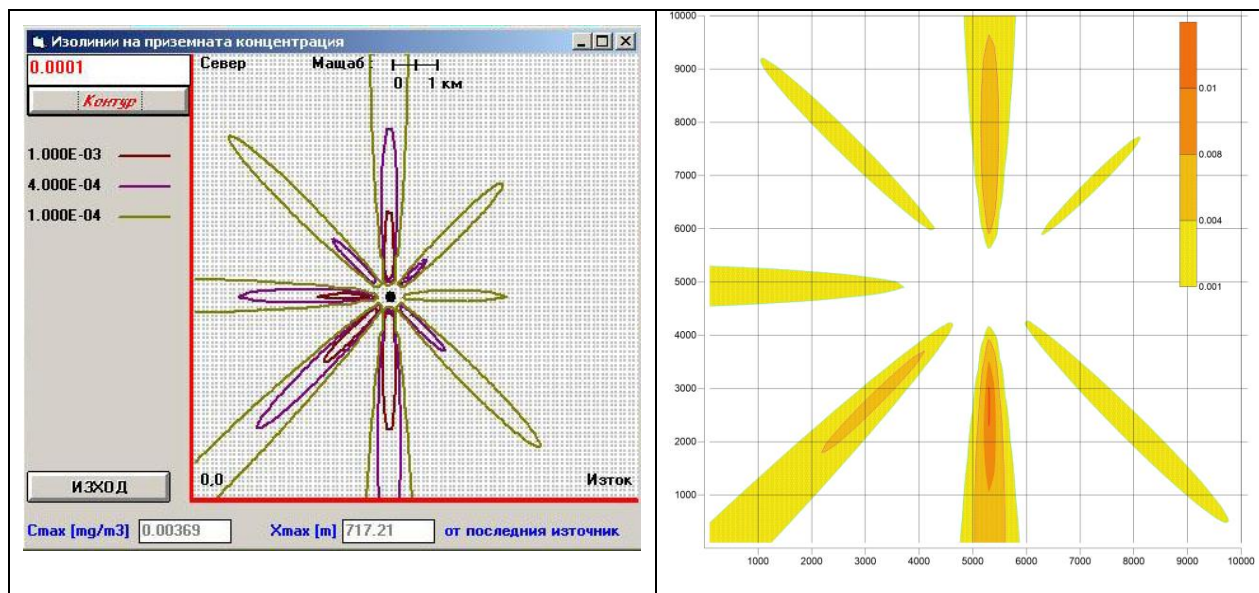 Изолинии на приземната концентрация
0.0001
Контур
1.000E-03
4.000E-04
1.000E-04
Север
Мащаб :
0 1 км
0,0
Изток
ИЗХОД
Cmax [mg/m3] 0.00369 Xmax [m] 717.21 от последния източник
10000
9000
8000
7000
6000
5000
4000
3000
2000
1000
0.01
0.008
0.004
0.001
1000 2000 3000 4000 5000 6000 7000 8000 9000 10000